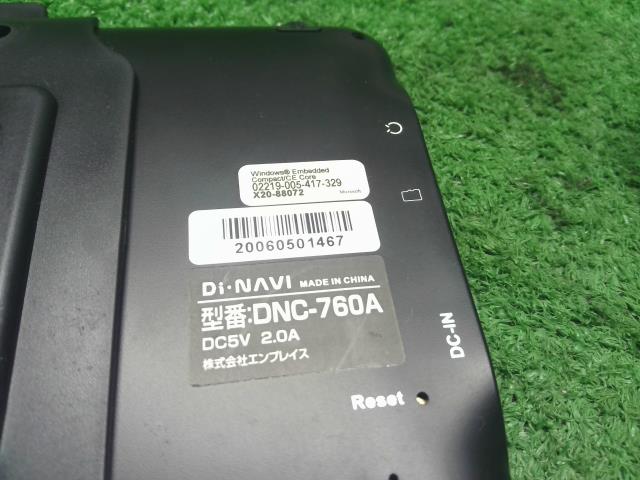 Windows® Embedded
Compact/CE Core
02219-005-417-329
X20-88072
Microsoft
20060501467
Di・NAVI MADE IN CHINA
型番:DNC-760A
DC5V 2.0A
株式会社エンプレイス
DC-IN
Reset